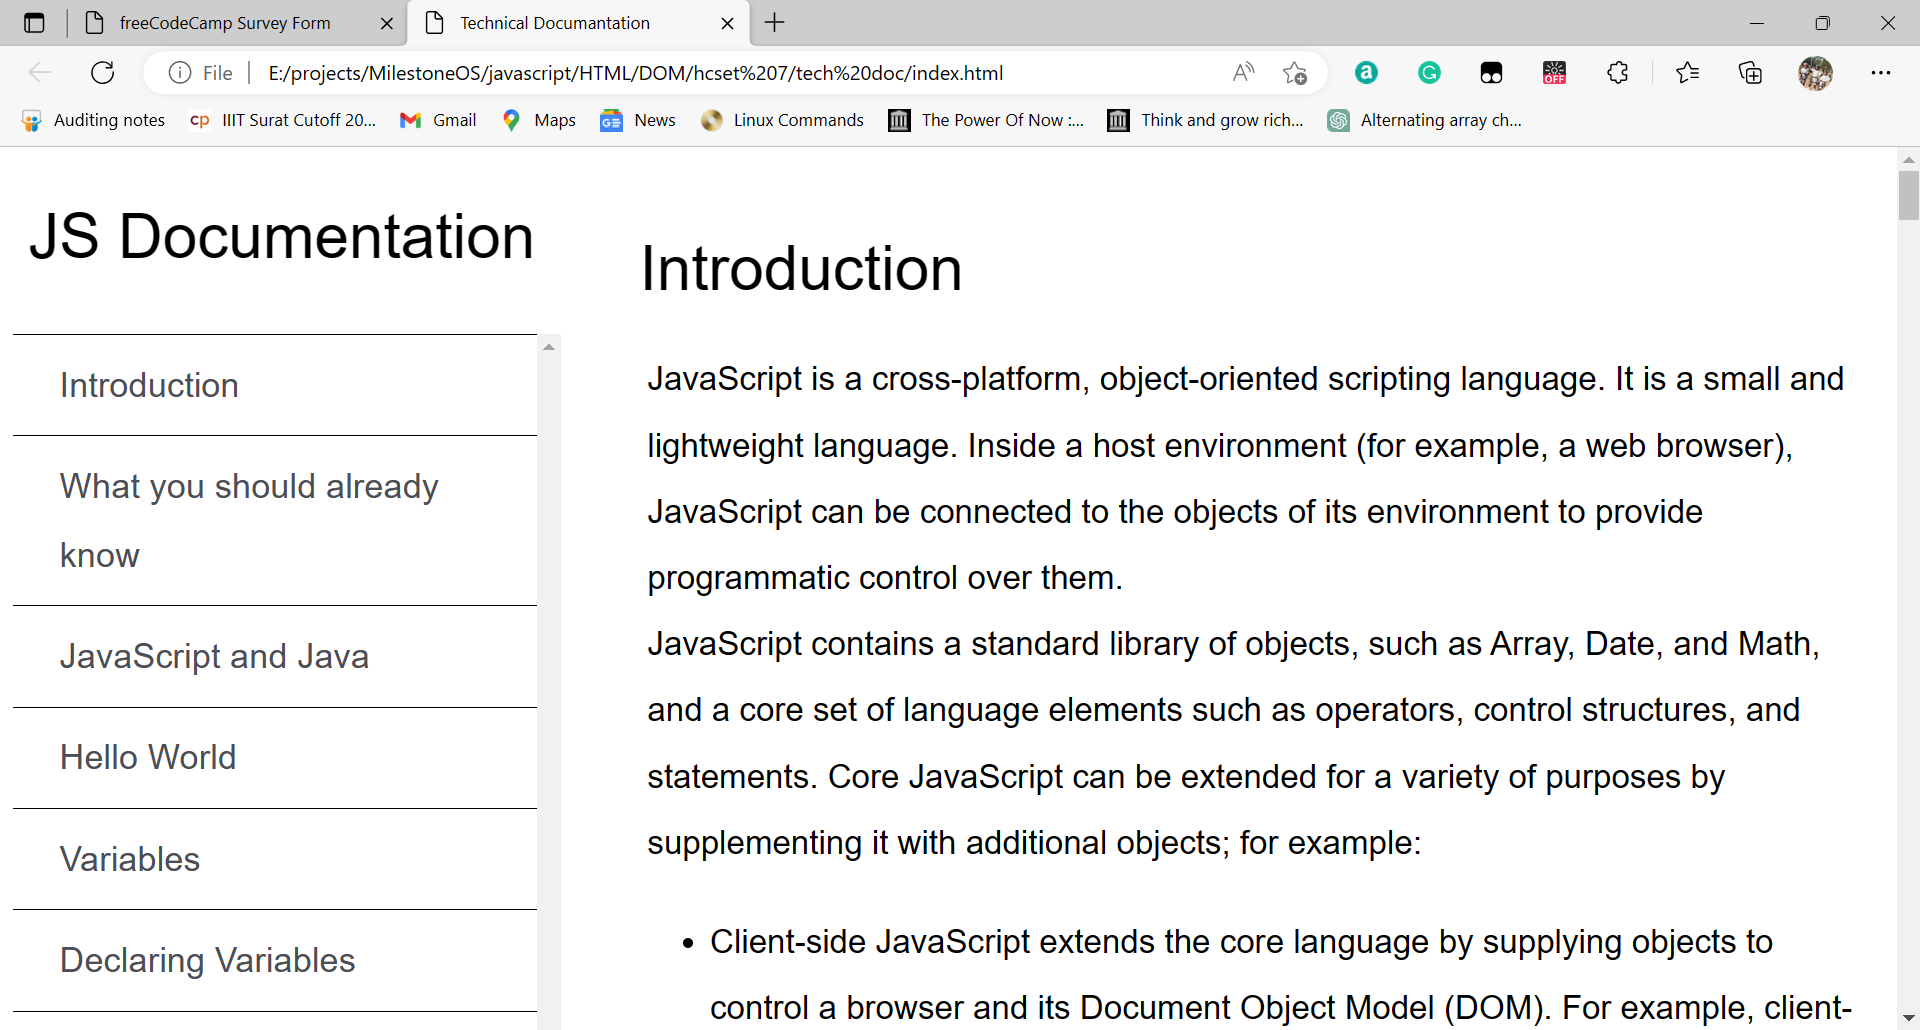 freeCodeCamp Survey Form
Technical Documantation
File
E:/projects/MilestoneOS/javascript/HTML/DOM/hcset%207/tech%20doc/index.html
OFF
Auditing notes
cp IIIT Surat Cutoff 20...
Gmail
Maps
News
Linux Commands
The Power Of Now :...
Think and grow rich...
Alternating array ch...
JS Documentation
Introduction
What you should already
know
JavaScript and Java
Hello World
Variables
Declaring Variables
Introduction
JavaScript is a cross-platform, object-oriented scripting language. It is a small and
lightweight language. Inside a host environment (for example, a web browser),
JavaScript can be connected to the objects of its environment to provide
programmatic control over them.
JavaScript contains a standard library of objects, such as Array, Date, and Math,
and a core set of language elements such as operators, control structures, and
statements. Core JavaScript can be extended for a variety of purposes by
supplementing it with additional objects; for example:
• Client-side JavaScript extends the core language by supplying objects to
control a browser and its Document Object Model (DOM). For example, client-